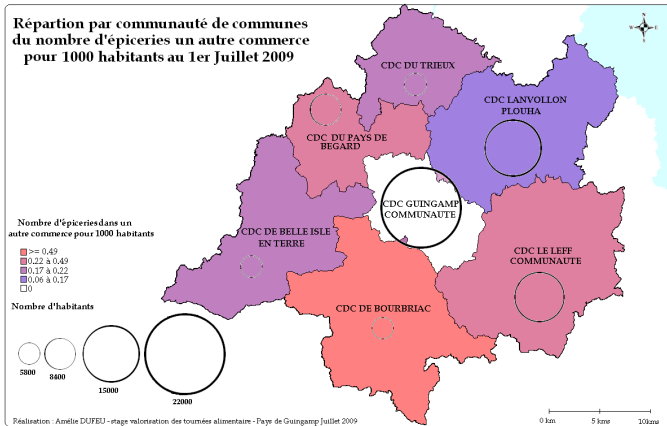 Répartion par communauté de communes
du nombre d'épiceries un autre commerce
pour 1000 habitants au 1er Juillet 2009
N
W E
S
CDC DU TRIEUX
CDC LANVOLLON
PLOUHA
CDC DU PAYS DE
BEGARD
CDC GUINGAMP
COMMUNAUTE
CDC DE BELLE ISLE
EN TERRE
CDC LE LEFF
COMMUNAUTE
CDC DE BOURBRIAC
Nombre d'épiceries dans un
autre commerce pour 1000 habitants
>= 0.49
0.22 à 0.49
0.17 à 0.22
0.06 à 0.17
0
Nombre d'habitants
5800
8400
15000
22000
Réalisation : Amélie DUFEU - stage valorisation des tournées alimentaire - Pays de Guingamp Juillet 2009
0 km 5 kms 10kms